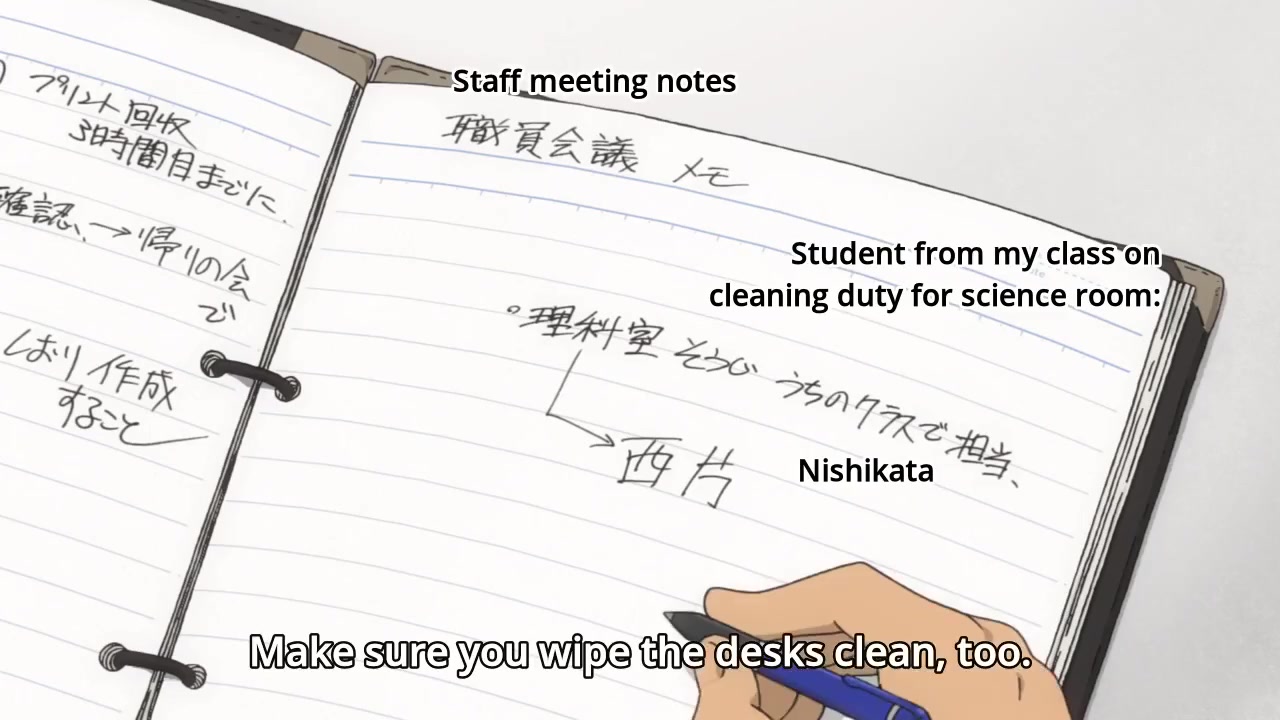 プリント回収
3時間目までに、
確認、→帰りの会
で
しおり作成
すること
Staff meeting notes
職員会議 メモ
Student from my class on
cleaning duty for science room:
理科室 そうじ うちのクラスで担当、
西片
Nishikata
Make sure you wipe the desks clean, too.